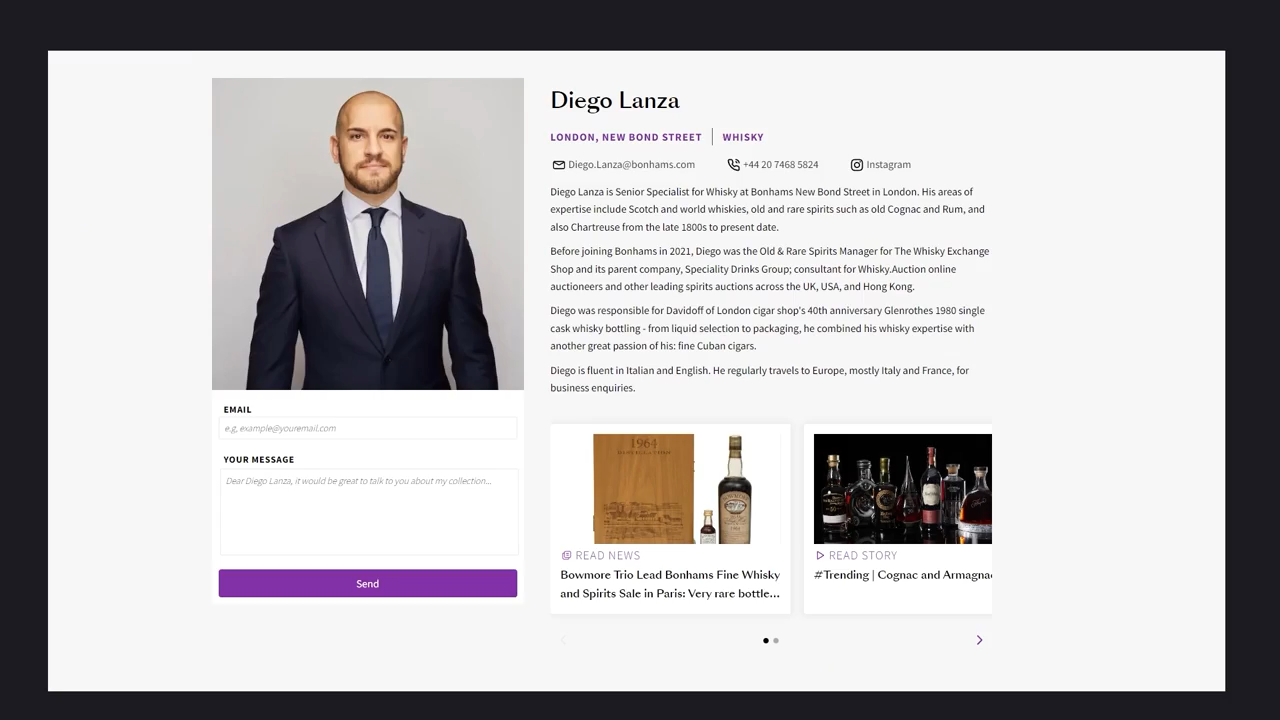 Diego Lanza
LONDON, NEW BOND STREET | WHISKY
Diego.Lanza@bonhams.com +44 20 7468 5824 Instagram
Diego Lanza is Senior Specialist for Whisky at Bonhams New Bond Street in London. His areas of
expertise include Scotch and world whiskies, old and rare spirits such as old Cognac and Rum, and
also Chartreuse from the late 1800s to present date.
Before joining Bonhams in 2021, Diego was the Old & Rare Spirits Manager for The Whisky Exchange
Shop and its parent company, Speciality Drinks Group; consultant for Whisky.Auction online
auctioneers and other leading spirits auctions across the UK, USA, and Hong Kong.
Diego was responsible for Davidoff of London cigar shop's 40th anniversary Glenrothes 1980 single
cask whisky bottling - from liquid selection to packaging, he combined his whisky expertise with
another great passion of his: fine Cuban cigars.
Diego is fluent in Italian and English. He regularly travels to Europe, mostly Italy and France, for
business enquiries.
EMAIL
e.g, example@youremail.com
YOUR MESSAGE
Dear Diego Lanza, it would be great to talk to you about my collection...
Send
1964
READ NEWS
Bowmore Trio Lead Bonhams Fine Whisky
and Spirits Sale in Paris: Very rare bottle...
READ STORY
#Trending | Cognac and Armagnac